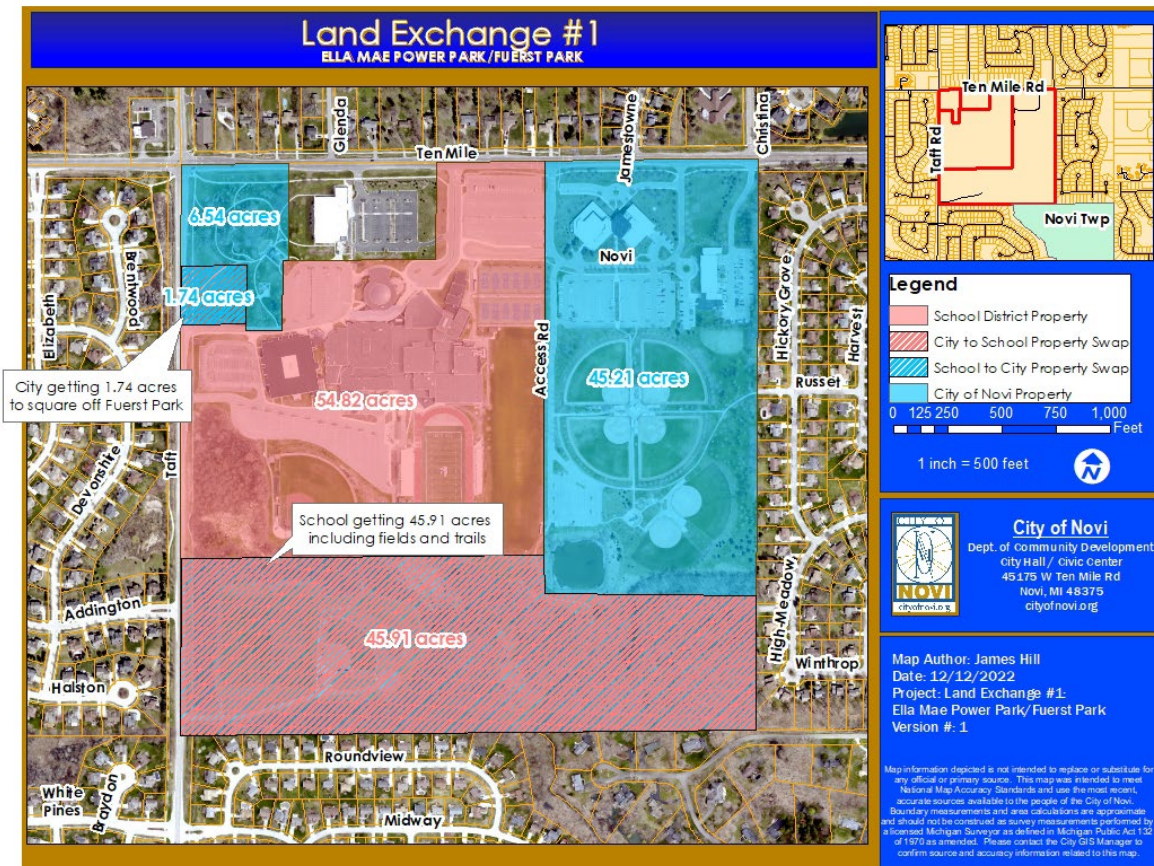 Land Exchange #1
ELLA MAE POWER PARK/FUERST PARK
Glenda
Ten Mile
Jamestowne
Christina
6.54 acres
1.74 acres
Novi
Brentwood
Elizabeth
City getting 1.74 acres
to square off Fuerst Park
54.82 acres
Access Rd
45.21 acres
Hickory Grove
Harvest
Russet
Devonshire
Taft
School getting 45.91 acres
including fields and trails
Addington
45.91 acres
High-Meadow
Winthrop
Halston
Roundview
White
Pines
Braydon
Midway
Ten Mile Rd
Taft Rd
Novi Twp
Legend
School District Property
City to School Property Swap
School to City Property Swap
City of Novi Property
0 125 250 500 750 1,000
Feet
1 inch = 500 feet
N
CITY OF
NOVI
cityofnovi.org
City of Novi
Dept. of Community Development
City Hall / Civic Center
45175 W Ten Mile Rd
Novi, MI 48375
cityofnovi.org
Map Author: James Hill
Date: 12/12/2022
Project: Land Exchange #1:
Ella Mae Power Park/Fuerst Park
Version #: 1
Map information depicted is not intended to replace or substitute for
any official or primary source. This map was intended to meet
National Map Accuracy Standards and use the most recent,
accurate sources available to the people of the City of Novi.
Boundary measurements and area calculations are approximate
and should not be construed as survey measurements performed by
a licensed Michigan Surveyor as defined in Michigan Public Act 132
of 1970 as amended. Please contact the City GIS Manager to
confirm source and accuracy information related to this map.